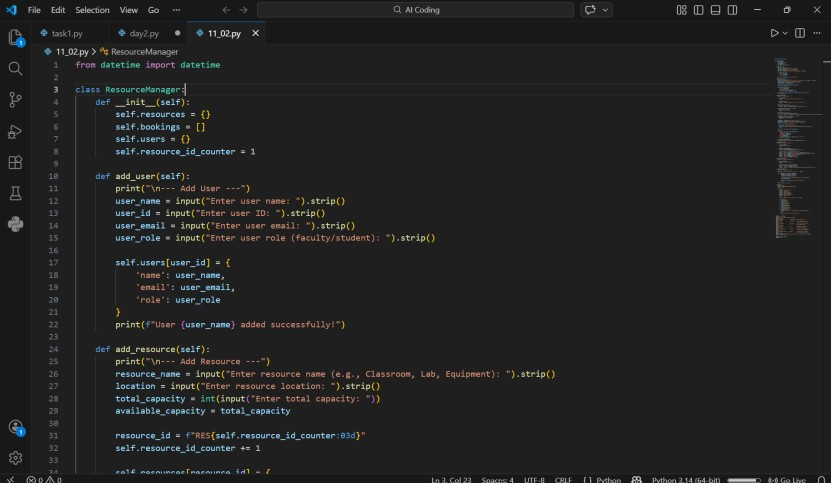 File Edit Selection View Go ··· AI Coding
task1.py day2.py 11_02.py
11_02.py > ResourceManager
1 from datetime import datetime
2
3 class ResourceManager:
4     def __init__(self):
5         self.resources = {}
6         self.bookings = []
7         self.users = {}
8         self.resource_id_counter = 1
9
10     def add_user(self):
11         print("\n--- Add User ---")
12         user_name = input("Enter user name: ").strip()
13         user_id = input("Enter user ID: ").strip()
14         user_email = input("Enter user email: ").strip()
15         user_role = input("Enter user role (faculty/student): ").strip()
16
17         self.users[user_id] = {
18             'name': user_name,
19             'email': user_email,
20             'role': user_role
21         }
22         print(f"User {user_name} added successfully!")
23
24     def add_resource(self):
25         print("\n--- Add Resource ---")
26         resource_name = input("Enter resource name (e.g., Classroom, Lab, Equipment): ").strip()
27         location = input("Enter resource location: ").strip()
28         total_capacity = int(input("Enter total capacity: "))
29         available_capacity = total_capacity
30
31         resource_id = f"RES{self.resource_id_counter:03d}"
32         self.resource_id_counter += 1
33
34         self.resources[resource_id] = {
1
1
0 0 Ln 3, Col 23 Spaces: 4 UTF-8 CRLF {} Python Python 3.14 (64-bit) Go Live